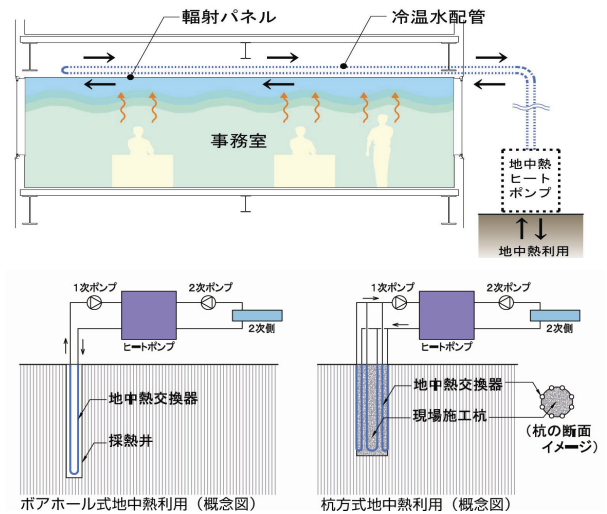 輻射パネル
冷温水配管
事務室
地中熱
ヒート
ポンプ
地中熱利用
1次ポンプ
2次ポンプ
ヒートポンプ
2次側
地中熱交換器
採熱井
ボアホール式地中熱利用（概念図）
1次ポンプ
2次ポンプ
ヒートポンプ
2次側
地中熱交換器
現場施工杭
（杭の断面
イメージ）
杭方式地中熱利用（概念図）